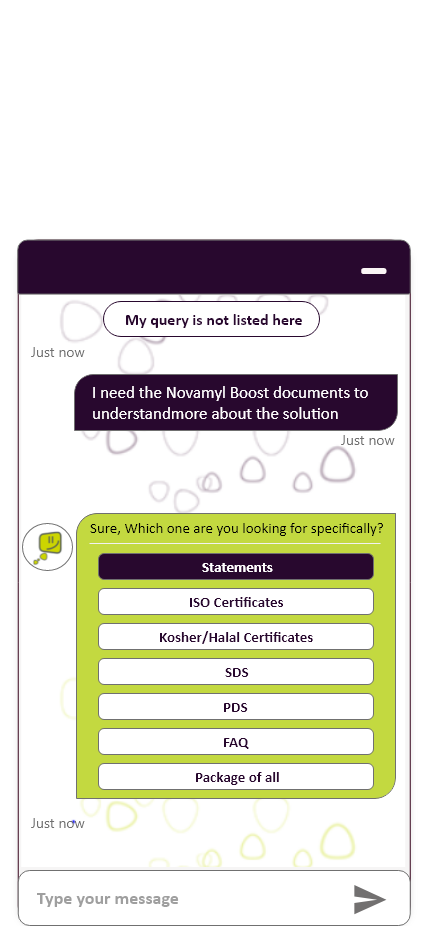 My query is not listed here
Just now
I need the Novamyl Boost documents to
understandmore about the solution
Just now
Sure, Which one are you looking for specifically?
Statements
ISO Certificates
Kosher/Halal Certificates
SDS
PDS
FAQ
Package of all
Just now
Type your message